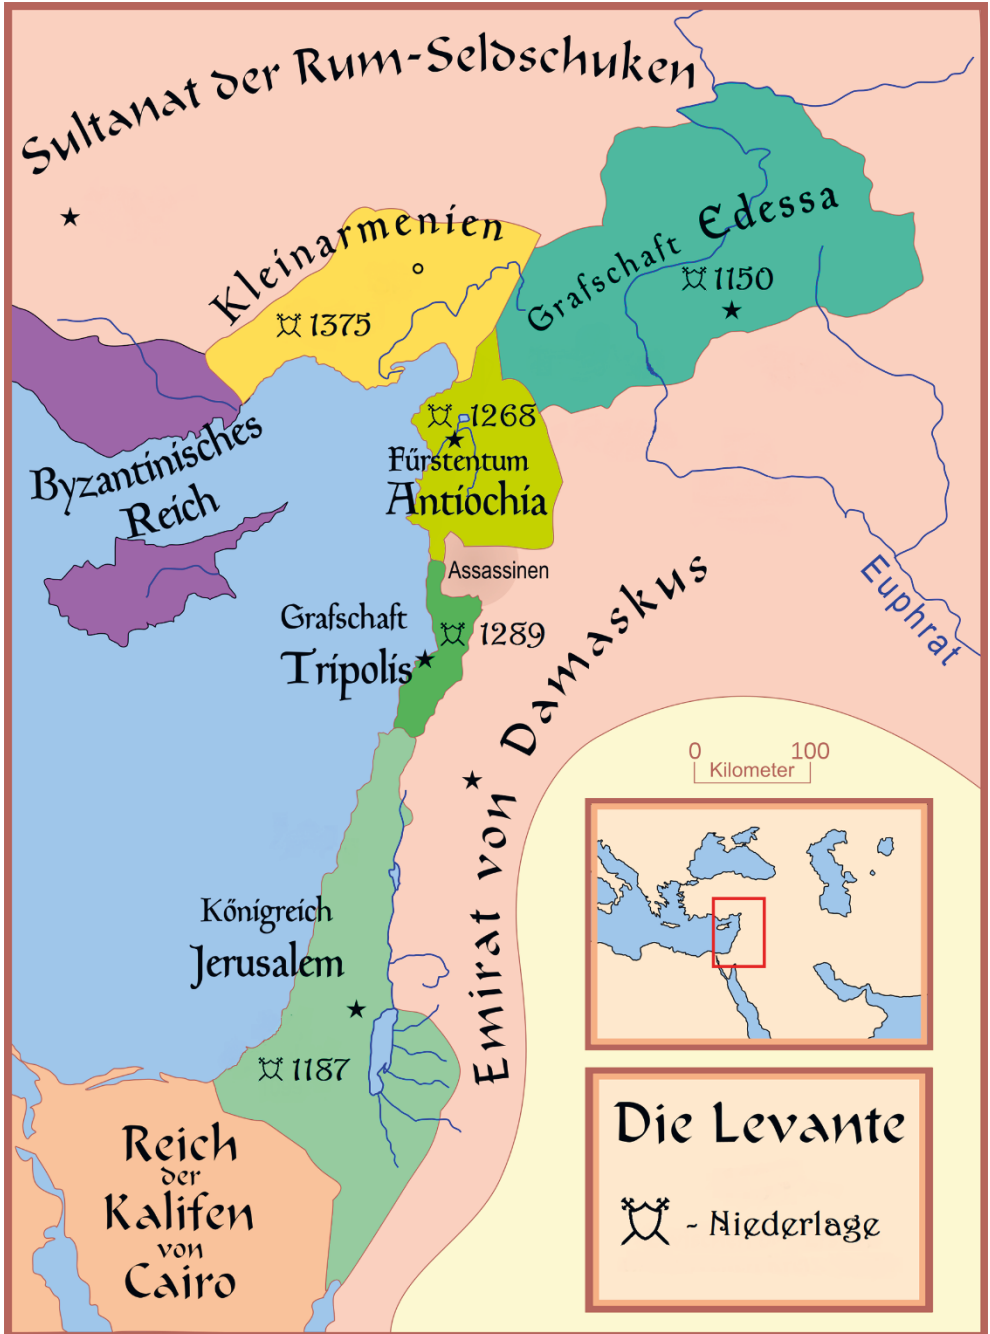 Sultanat der Rum-Seldschuken
Kleinarmenien
1375
Grafschaft Edessa
1150
Byzantinisches
Reich
1268
Fürstentum
Antiochia
Assassinen
Grafschaft
Tripolis
1289
Emirat von Damaskus
Euphrat
0 100
Kilometer
Königreich
Jerusalem
1187
Reich
der
Kalifen
von
Cairo
Die Levante
- Niederlage